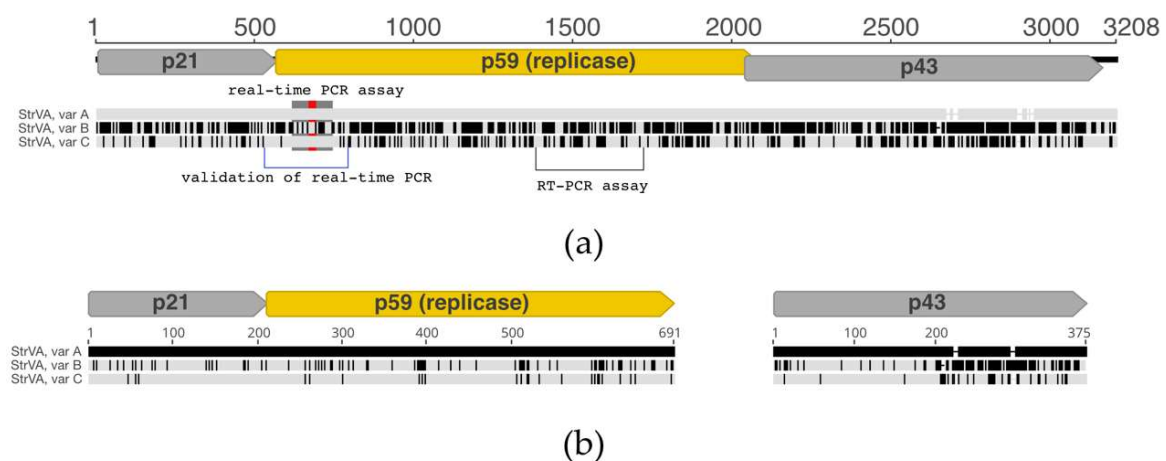 1 500 1000 1500 2000 2500 3000 3208
p21 p59 (replicase) p43
real-time PCR assay
StrVA, var A
StrVA, var B
StrVA, var C
validation of real-time PCR RT-PCR assay
(a)
p21 p59 (replicase) p43
1 100 200 300 400 500 691 1 100 200 375
StrVA, var A
StrVA, var B
StrVA, var C
(b)